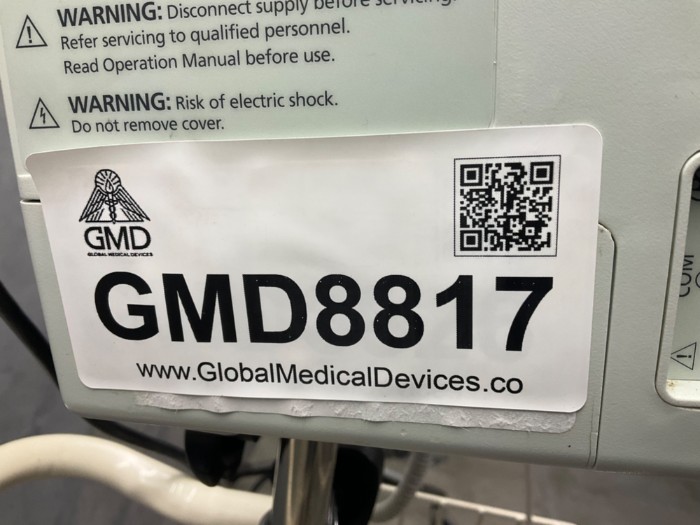 WARNING: Disconnect supply before servicing.
Refer servicing to qualified personnel.
Read Operation Manual before use.
WARNING: Risk of electric shock.
Do not remove cover.
GMD
GLOBAL MEDICAL DEVICES
GMD8817
www.GlobalMedicalDevices.co
COM